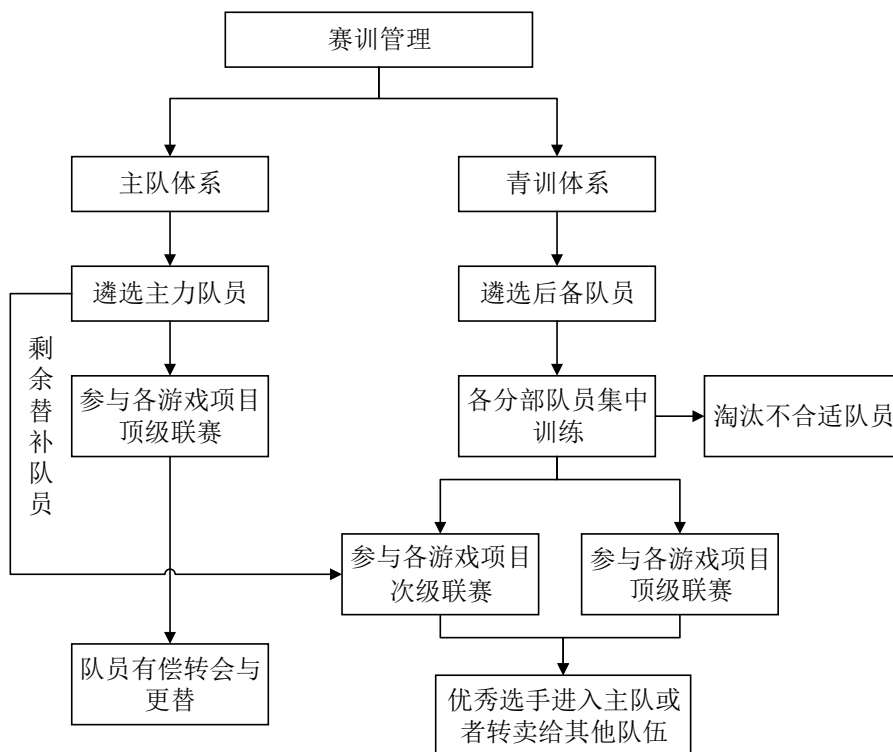 赛训管理
主队体系
青训体系
遴选主力队员
遴选后备队员
剩余替补队员
参与各游戏项目
顶级联赛
各分部队员集中
训练
淘汰不合适队员
参与各游戏项目
次级联赛
参与各游戏项目
顶级联赛
队员有偿转会与
更替
优秀选手进入主队或
者转卖给其他队伍